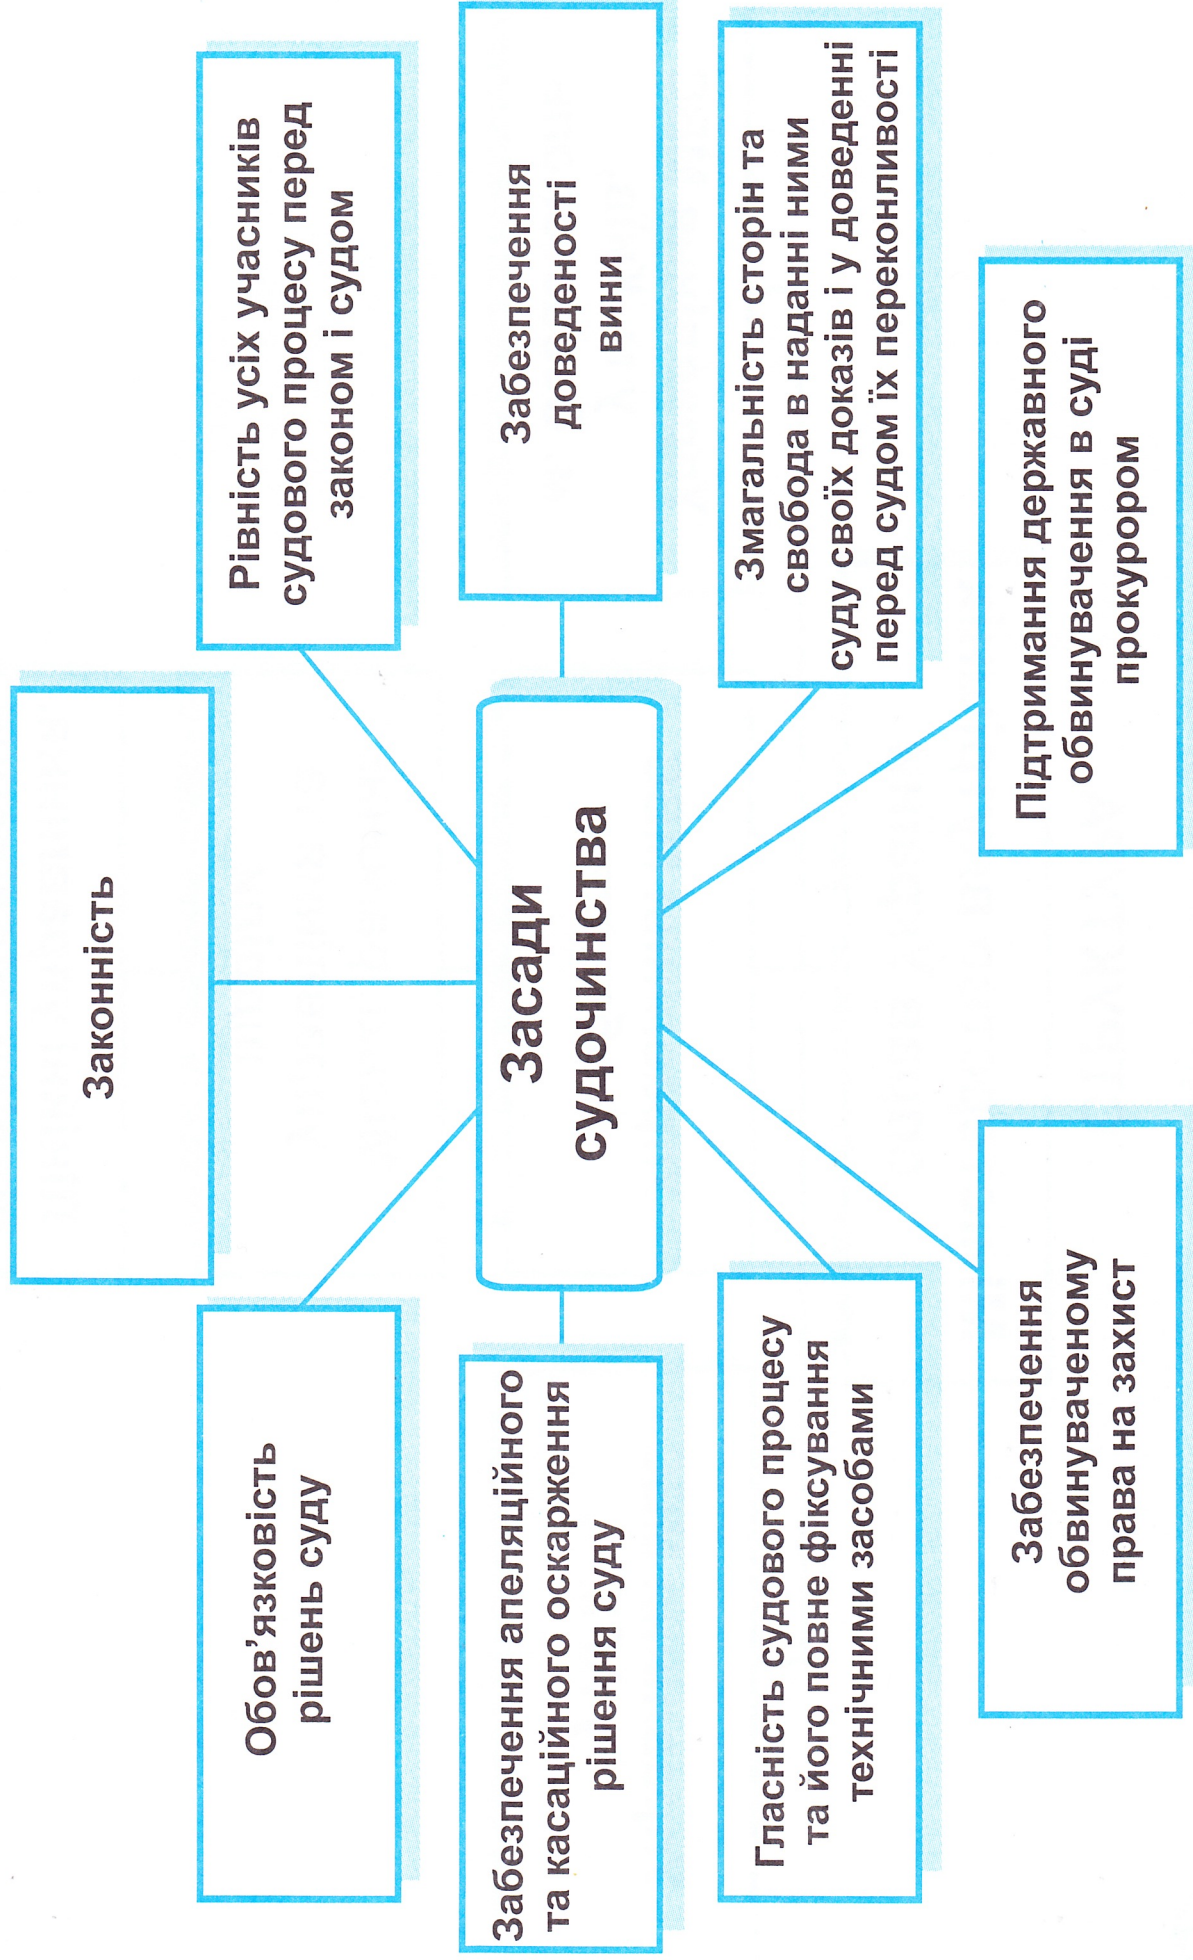 Законність
Обов’язковість
рішень суду
Рівність усіх учасників
судового процесу перед
законом і судом
Забезпечення апеляційного
та касаційного оскарження
рішення суду
Засади
судочинства
Забезпечення
доведеності
вини
Гласність судового процесу
та його повне фіксування
технічними засобами
Змагальність сторін та
свобода в наданні ними
суду своїх доказів і у доведенні
перед судом їх переконливості
Забезпечення
обвинуваченому
права на захист
Підтримання державного
обвинувачення в суді
прокурором